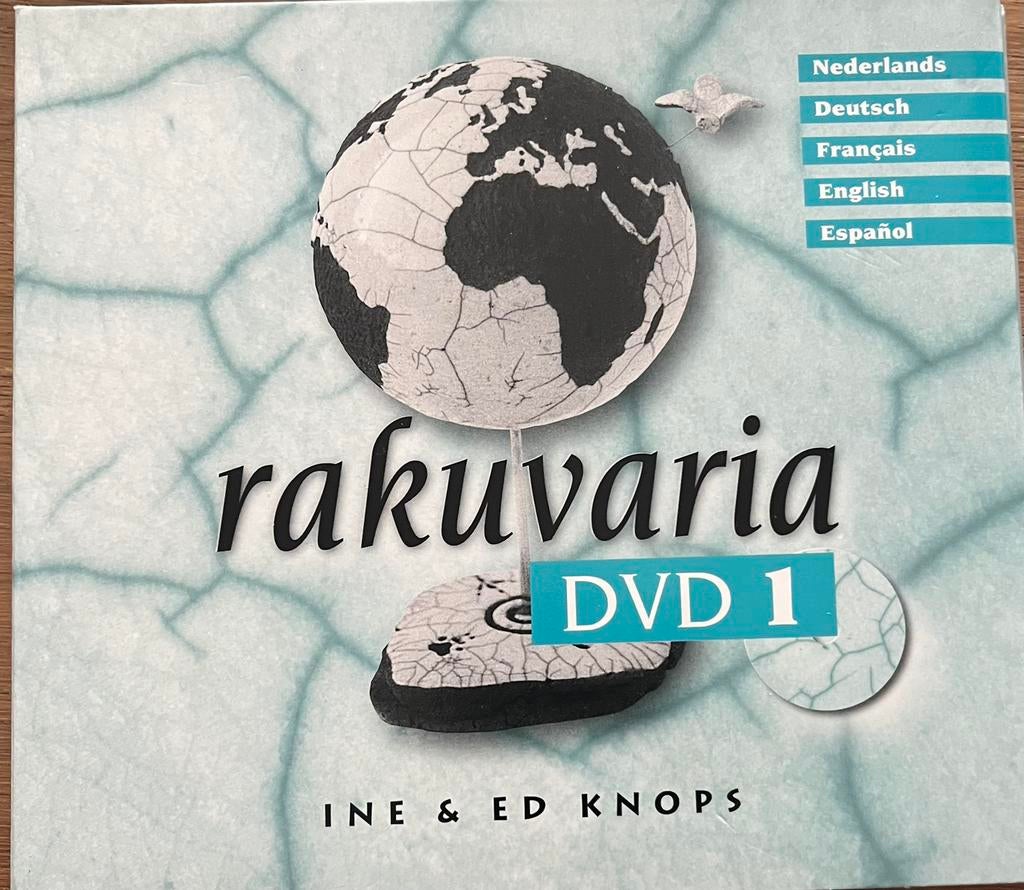 Nederlands
Deutsch
Français
English
Español
rakuvaria
DVD 1
INE & ED KNOPS